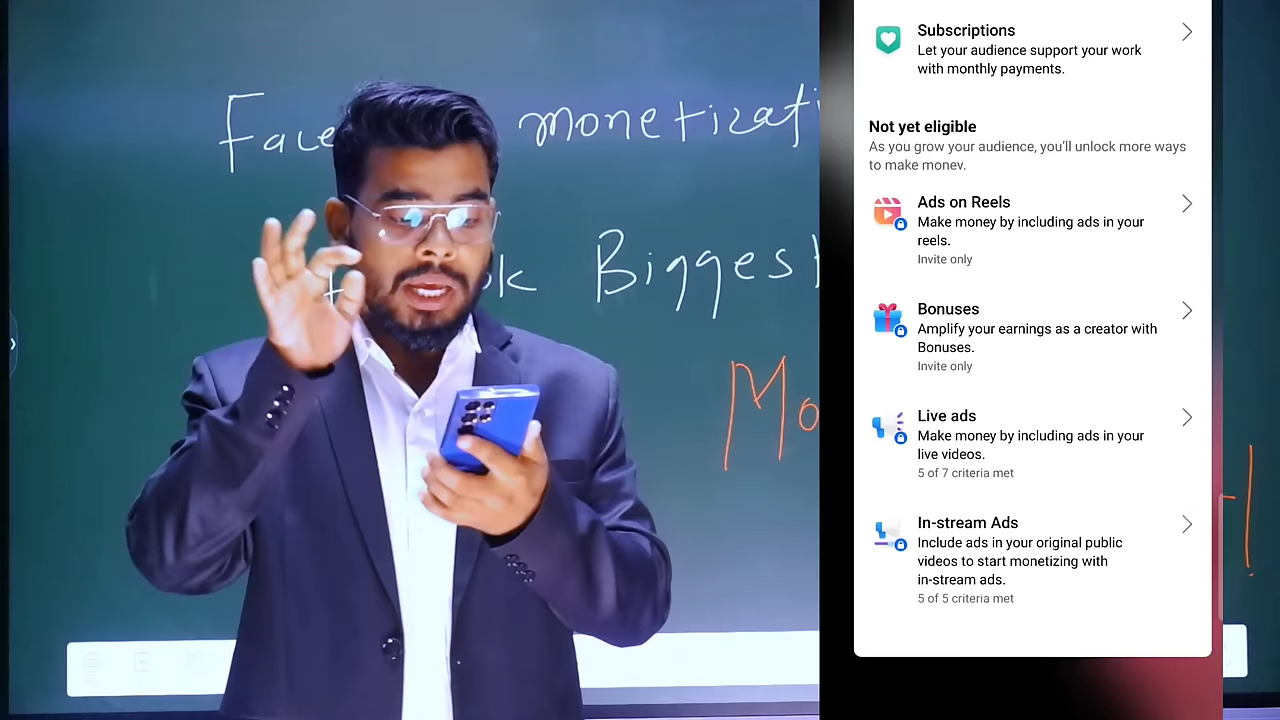 monetizati
Biggest
Mo
Subscriptions
Let your audience support your work
with monthly payments.
Not yet eligible
As you grow your audience, you'll unlock more ways
to make money.
Ads on Reels
Make money by including ads in your
reels.
Invite only
Bonuses
Amplify your earnings as a creator with
Bonuses.
Invite only
Live ads
Make money by including ads in your
live videos.
5 of 7 criteria met
In-stream Ads
Include ads in your original public
videos to start monetizing with
in-stream ads.
5 of 5 criteria met